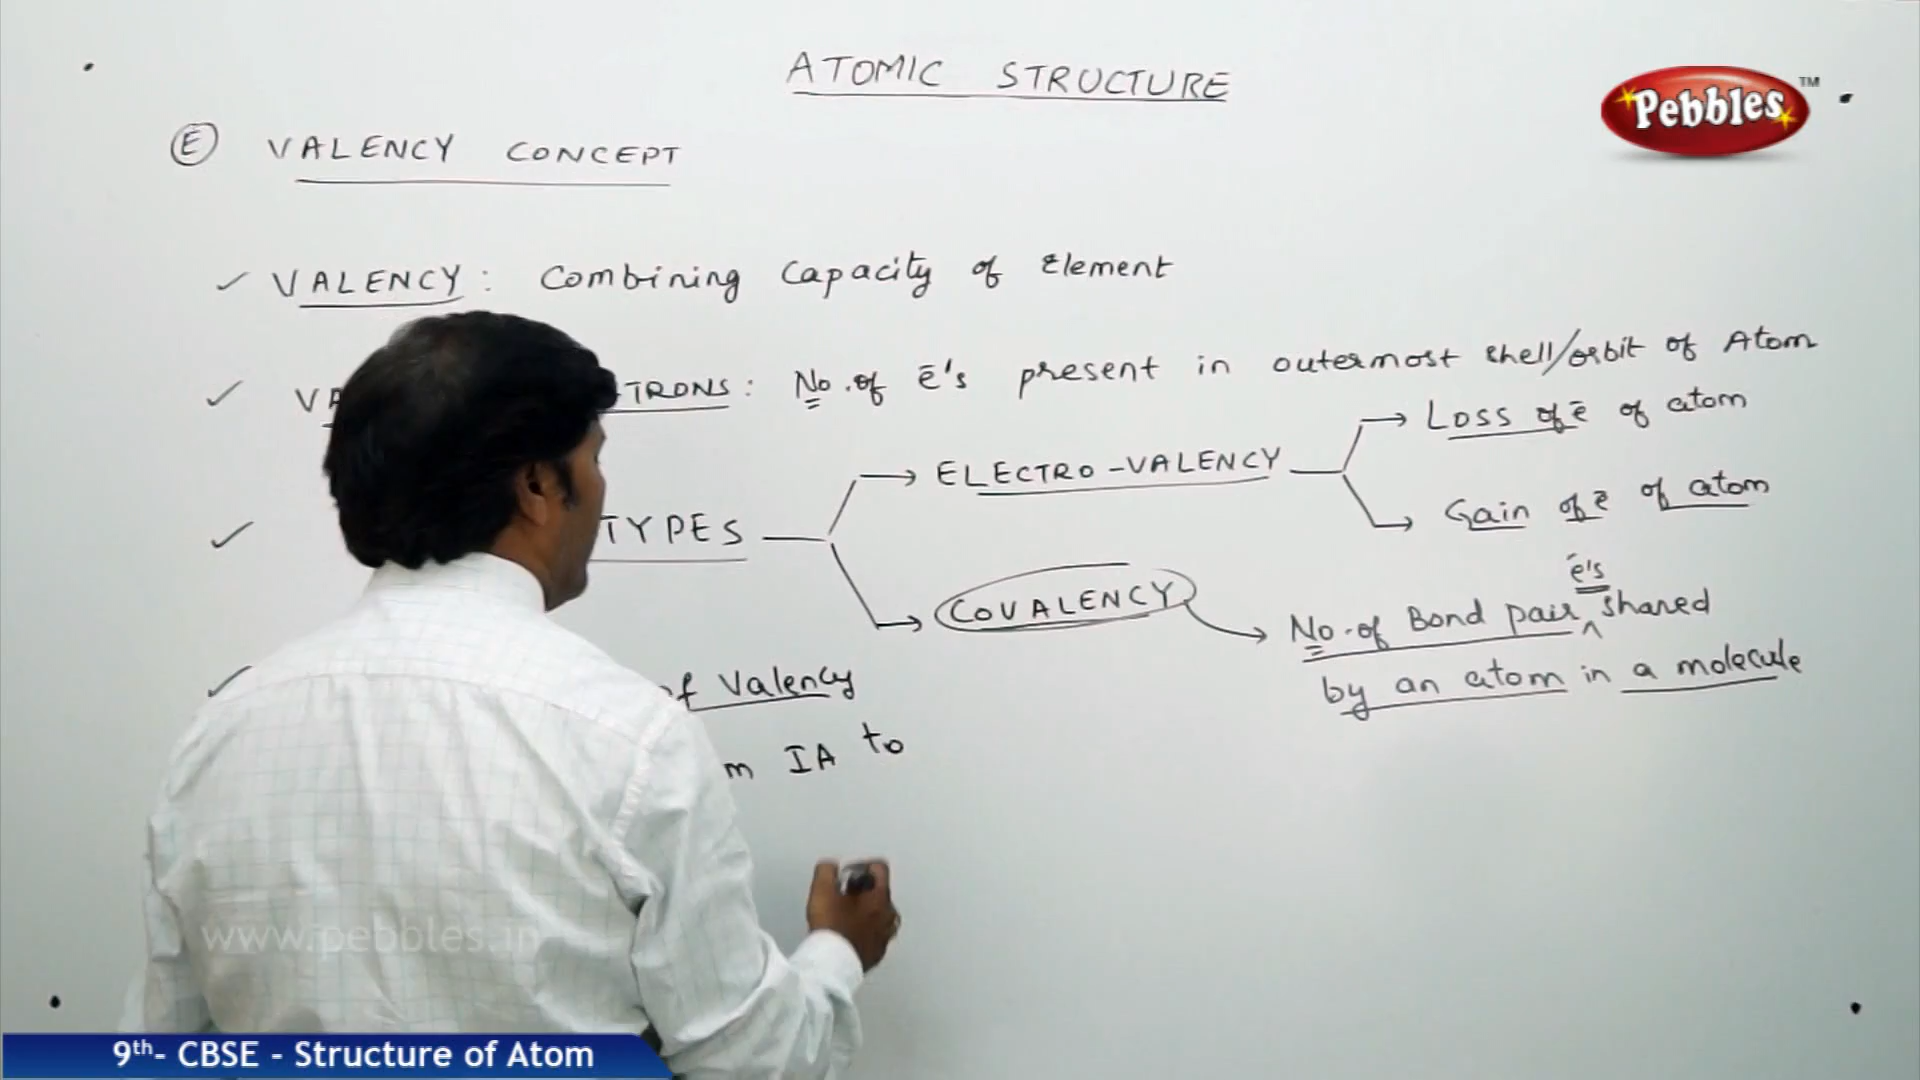 ATOMIC STRUCTURE
Pebbles™
Ⓔ VALENCY CONCEPT
✓ VALENCY : Combining Capacity of Element
✓ VA TRONS : No. of ē's present in outermost shell/orbit of Atom
→ Loss of ē of atom
→ ELECTRO-VALENCY
→ Gain of ē of atom
✓ TYPES
→ COVALENCY
→ No. of Bond pair ē's shared
by an atom in a molecule
✓ of Valency
m IA to
www.pebbles.in
9th- CBSE - Structure of Atom